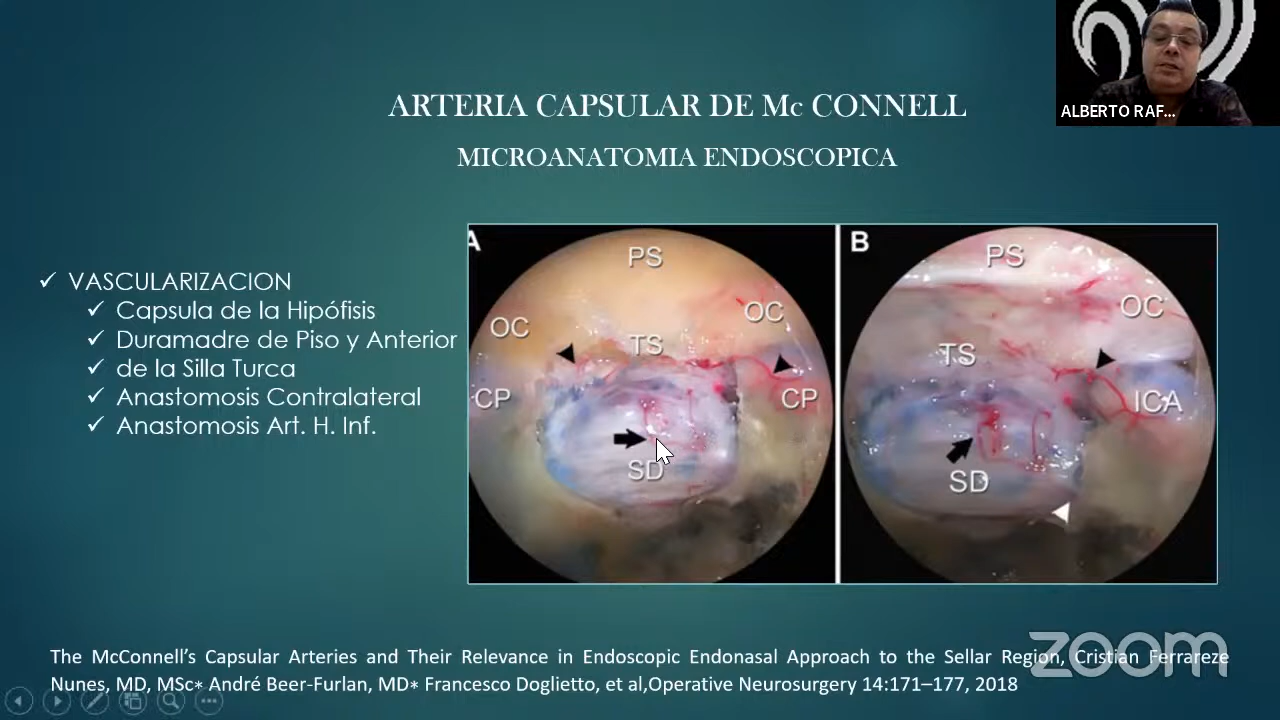 ARTERIA CAPSULAR DE Mc CONNELL
MICROANATOMIA ENDOSCOPICA
ALBERTO RAF...
✓ VASCULARIZACION
✓ Capsula de la Hipófisis
✓ Duramadre de Piso y Anterior
✓ de la Silla Turca
✓ Anastomosis Contralateral
✓ Anastomosis Art. H. Inf.
A
PS
OC
OC
TS
CP
CP
SD
B
PS
OC
TS
ICA
SD
The McConnell’s Capsular Arteries and Their Relevance in Endoscopic Endonasal Approach to the Sellar Region, Cristian Ferrareze
Nunes, MD, MSc∗ André Beer-Furlan, MD∗ Francesco Doglietto, et al,Operative Neurosurgery 14:171–177, 2018
zoom